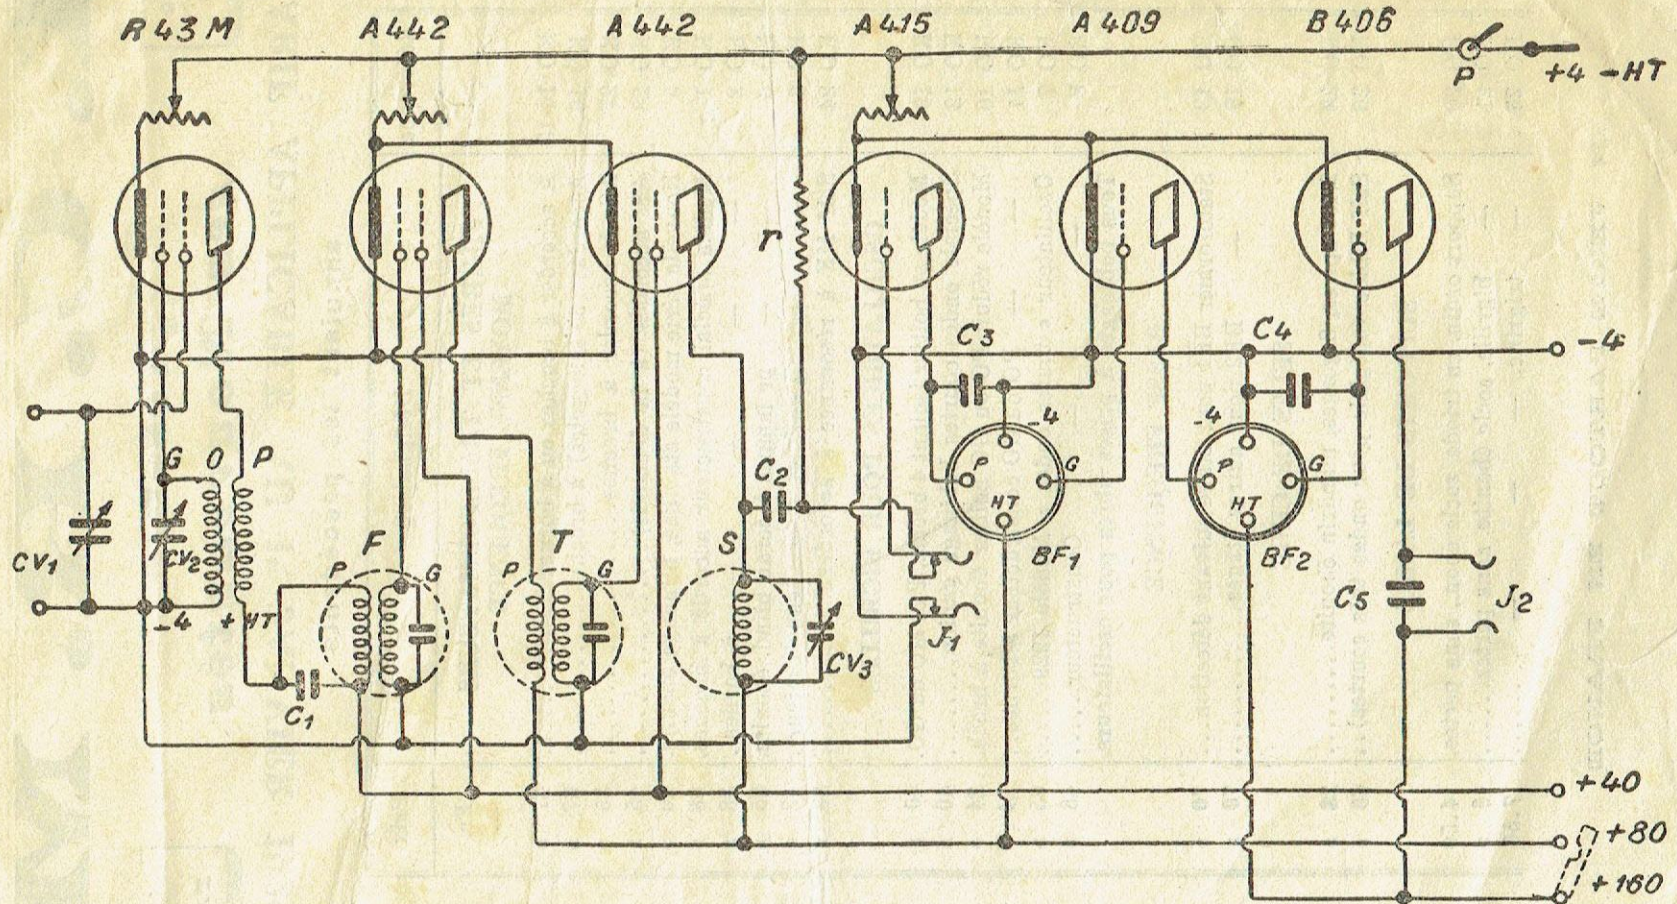 R43M A442 A442 A415 A409 B406
P +4 -HT
r
C3 C4
-4
-4 -4
G O P
P G P G
HT HT
C2
CV1 CV2
F T S
BF1 BF2
P G P G
C5 J2
-4 +HT
J1
CV3
C1
+40
+80
+160